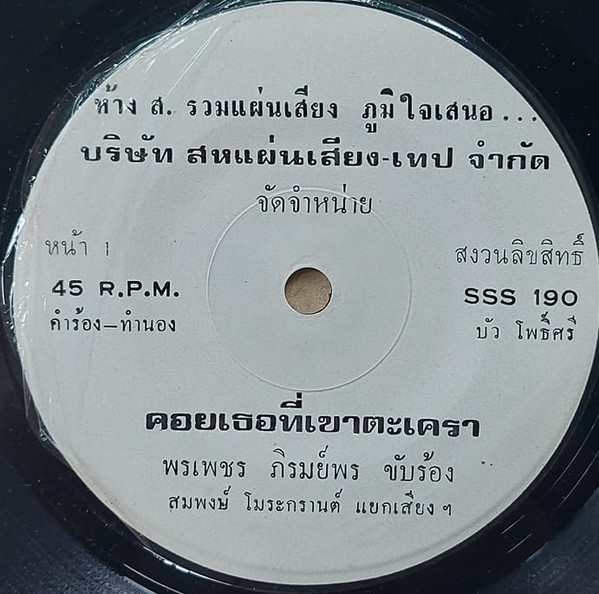 ห้าง ส. รวมแผ่นเสียง ภูมิใจเสนอ ...
บริษัท สหแผ่นเสียง-เทป จำกัด
จัดจำหน่าย
หน้า 1
สงวนลิขสิทธิ์
45 R.P.M.
SSS 190
คำร้อง-ทำนอง
บัว โพธิ์ศรี
คอยเธอที่เขาตะเครา
พรเพชร ภิรมย์พร ขับร้อง
สมพงษ์ โมระกรานต์ แยกเสียง ๆ